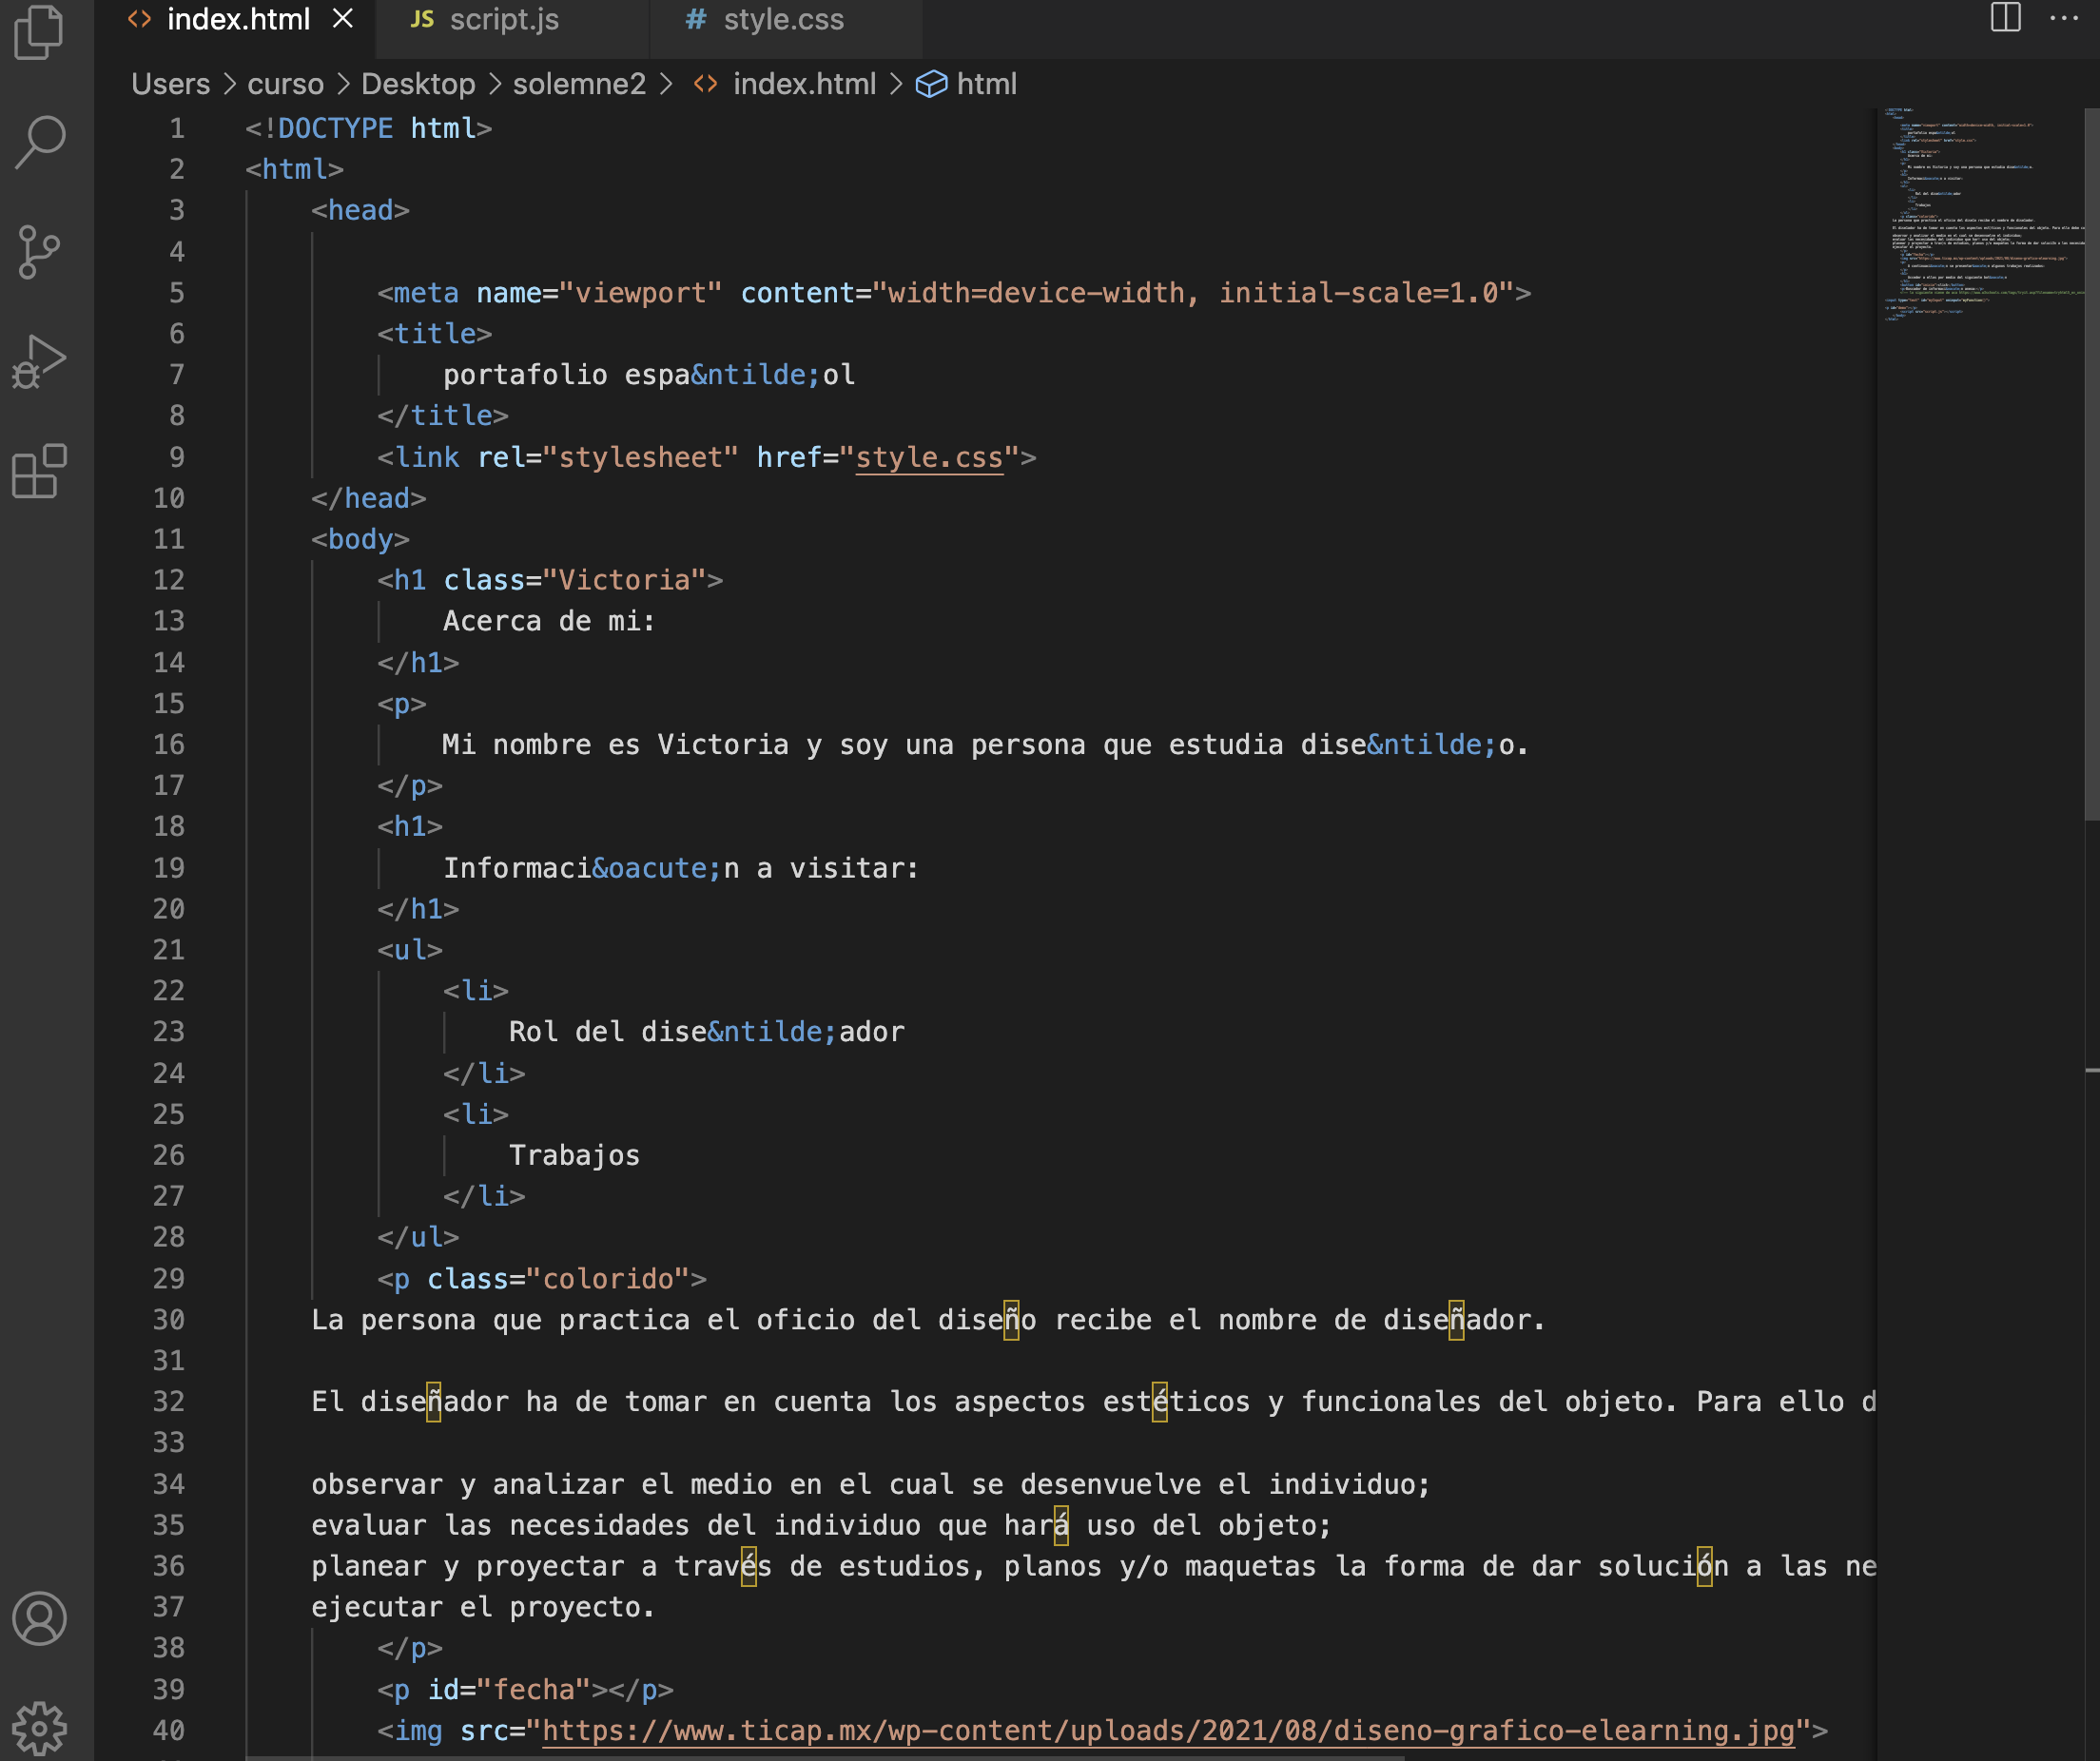 index.html
JS script.js
# style.css
Users > curso > Desktop > solemne2 > index.html > html
1 <!DOCTYPE html>
2 <html>
3 <head>
4
5 <meta name="viewport" content="width=device-width, initial-scale=1.0">
6 <title>
7 portafolio espa&ntilde;ol
8 </title>
9 <link rel="stylesheet" href="style.css">
10 </head>
11 <body>
12 <h1 class="Victoria">
13 Acerca de mi:
14 </h1>
15 <p>
16 Mi nombre es Victoria y soy una persona que estudia dise&ntilde;o.
17 </p>
18 <h1>
19 Informaci&oacute;n a visitar:
20 </h1>
21 <ul>
22 <li>
23 Rol del dise&ntilde;ador
24 </li>
25 <li>
26 Trabajos
27 </li>
28 </ul>
29 <p class="colorido">
30 La persona que practica el oficio del diseño recibe el nombre de diseñador.
31
32 El diseñador ha de tomar en cuenta los aspectos estéticos y funcionales del objeto. Para ello d
33
34 observar y analizar el medio en el cual se desenvuelve el individuo;
35 evaluar las necesidades del individuo que hará uso del objeto;
36 planear y proyectar a través de estudios, planos y/o maquetas la forma de dar solución a las ne
37 ejecutar el proyecto.
38 </p>
39 <p id="fecha"></p>
40 <img src="https://www.ticap.mx/wp-content/uploads/2021/08/diseno-grafico-elearning.jpg">